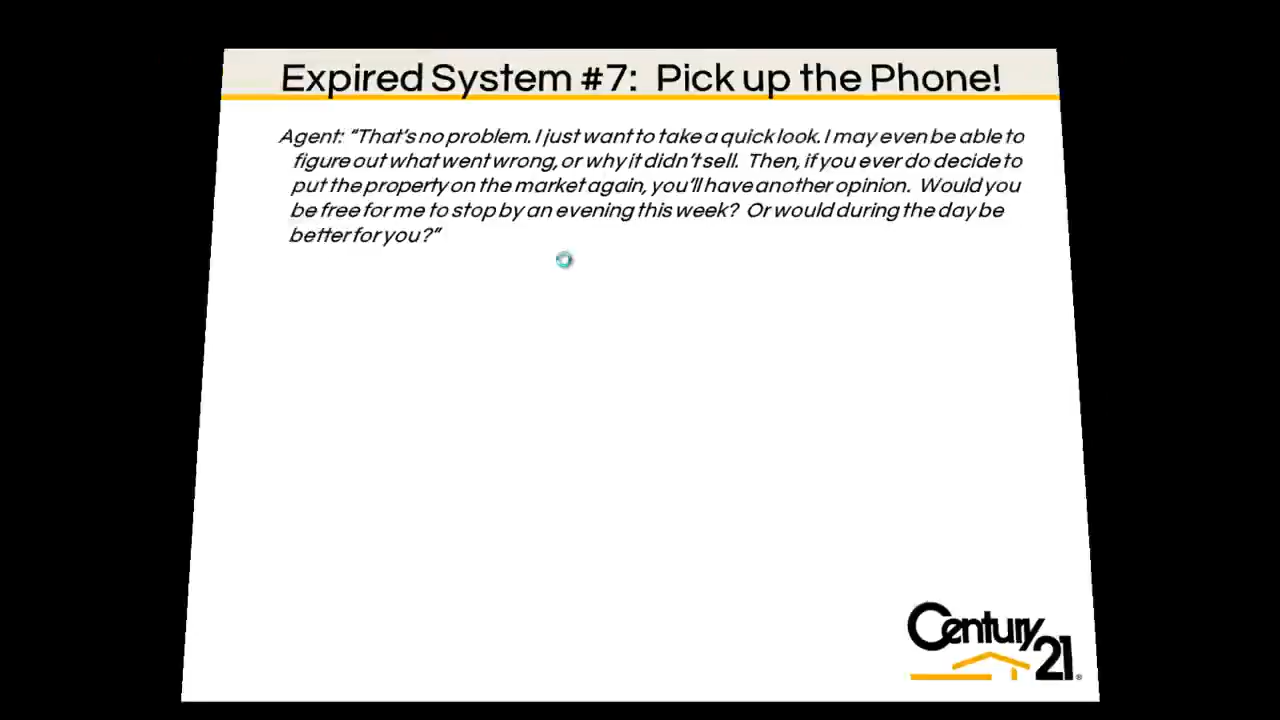 Expired System #7: Pick up the Phone!
Agent: “That’s no problem. I just want to take a quick look. I may even be able to
figure out what went wrong, or why it didn’t sell. Then, if you ever do decide to
put the property on the market again, you’ll have another opinion. Would you
be free for me to stop by an evening this week? Or would during the day be
better for you?”
Century
21®